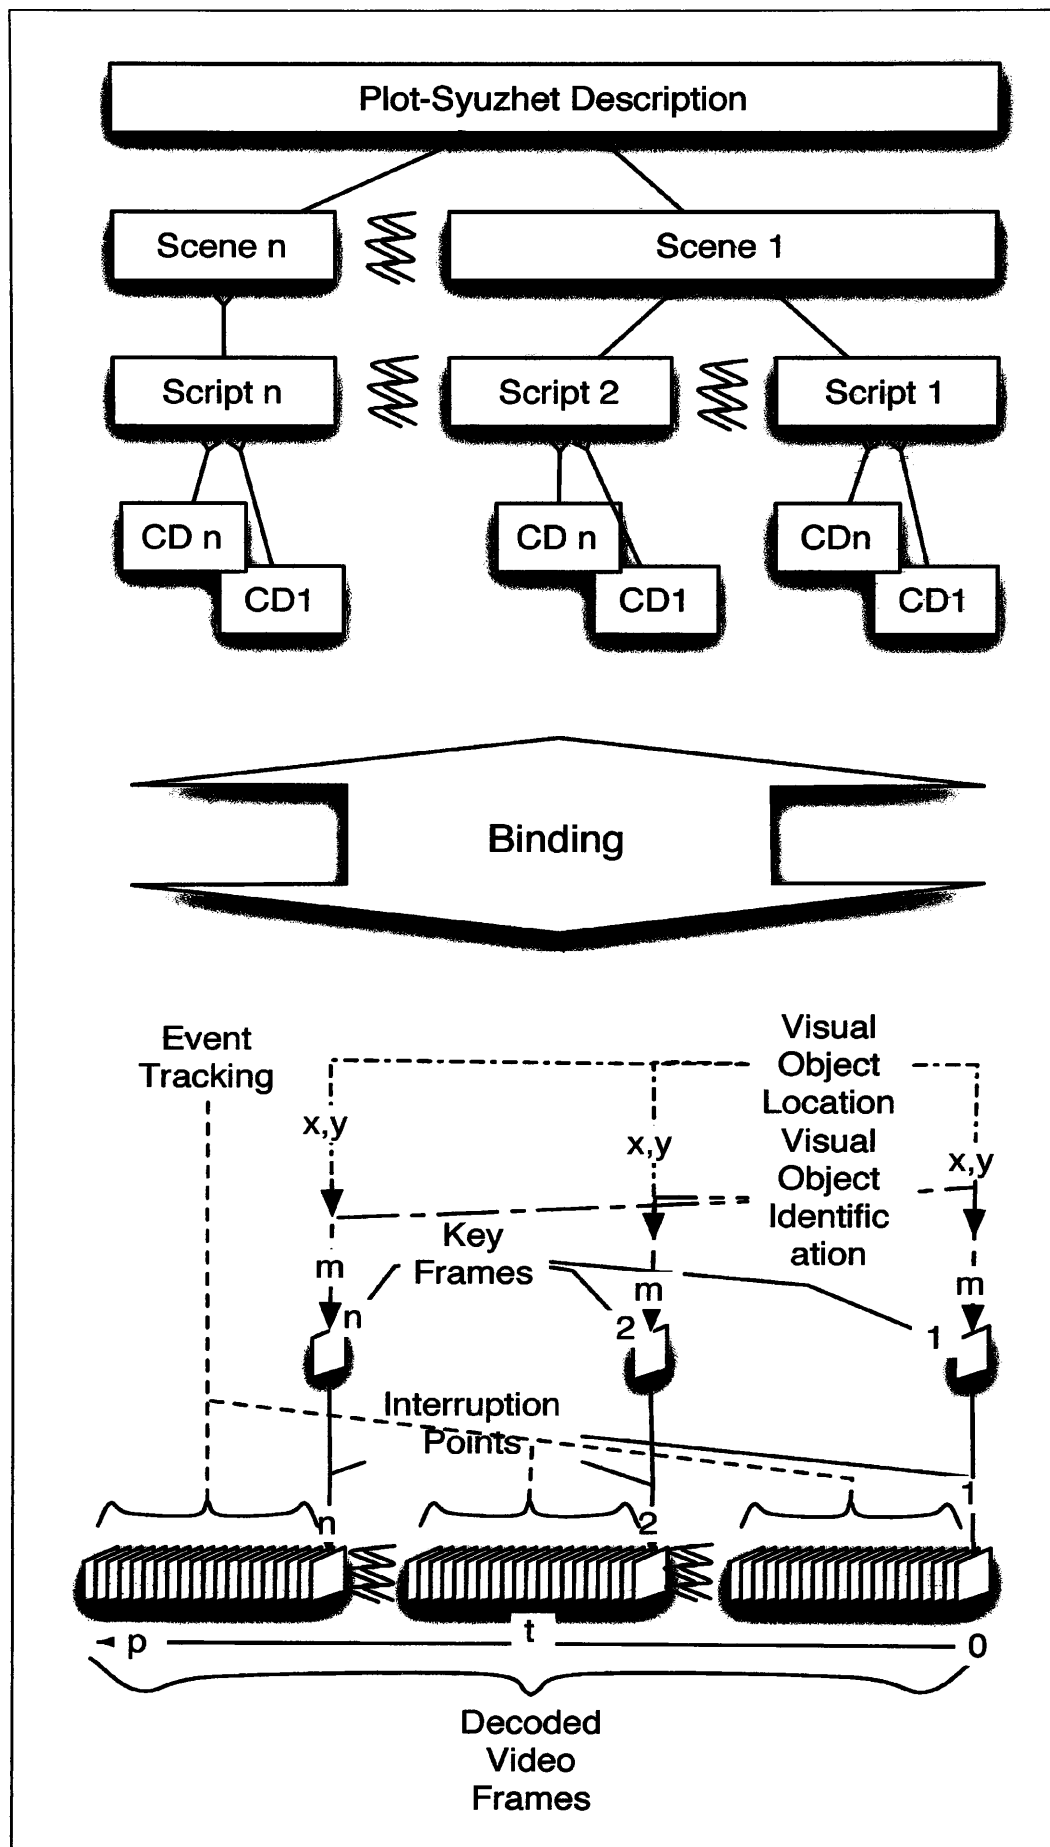 Plot-Syuzhet Description
Scene n
Scene 1
Script n
Script 2
Script 1
CD n
CD1
CD n
CD1
CDn
CD1
Binding
Event
Tracking
Visual
Object
Location
x,y
x,y
x,y
Visual
Object
Identific
ation
Key
Frames
m
m
m
n
2
1
Interruption
Points
n
2
1
p
t
0
Decoded
Video
Frames